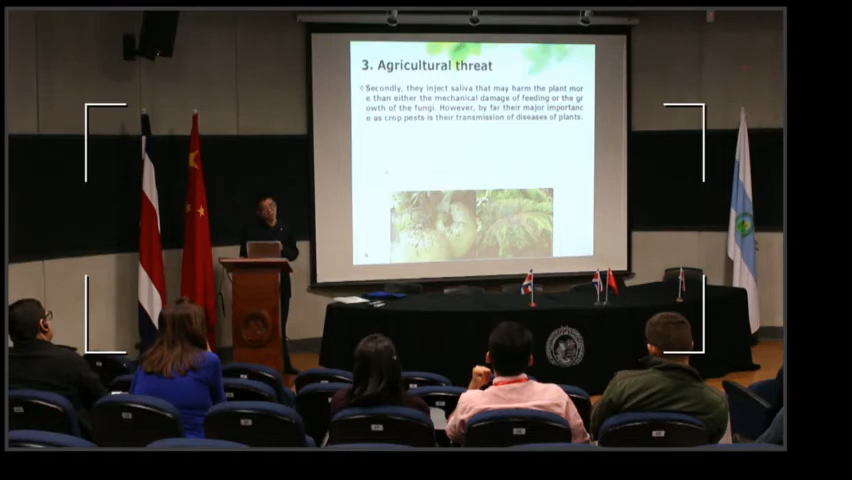 3. Agricultural threat
Secondly, they inject saliva that may harm the plant mor
e than either the mechanical damage of feeding or the gr
owth of the fungi. However, by far their major importanc
e as crop pests is their transmission of diseases of plants.